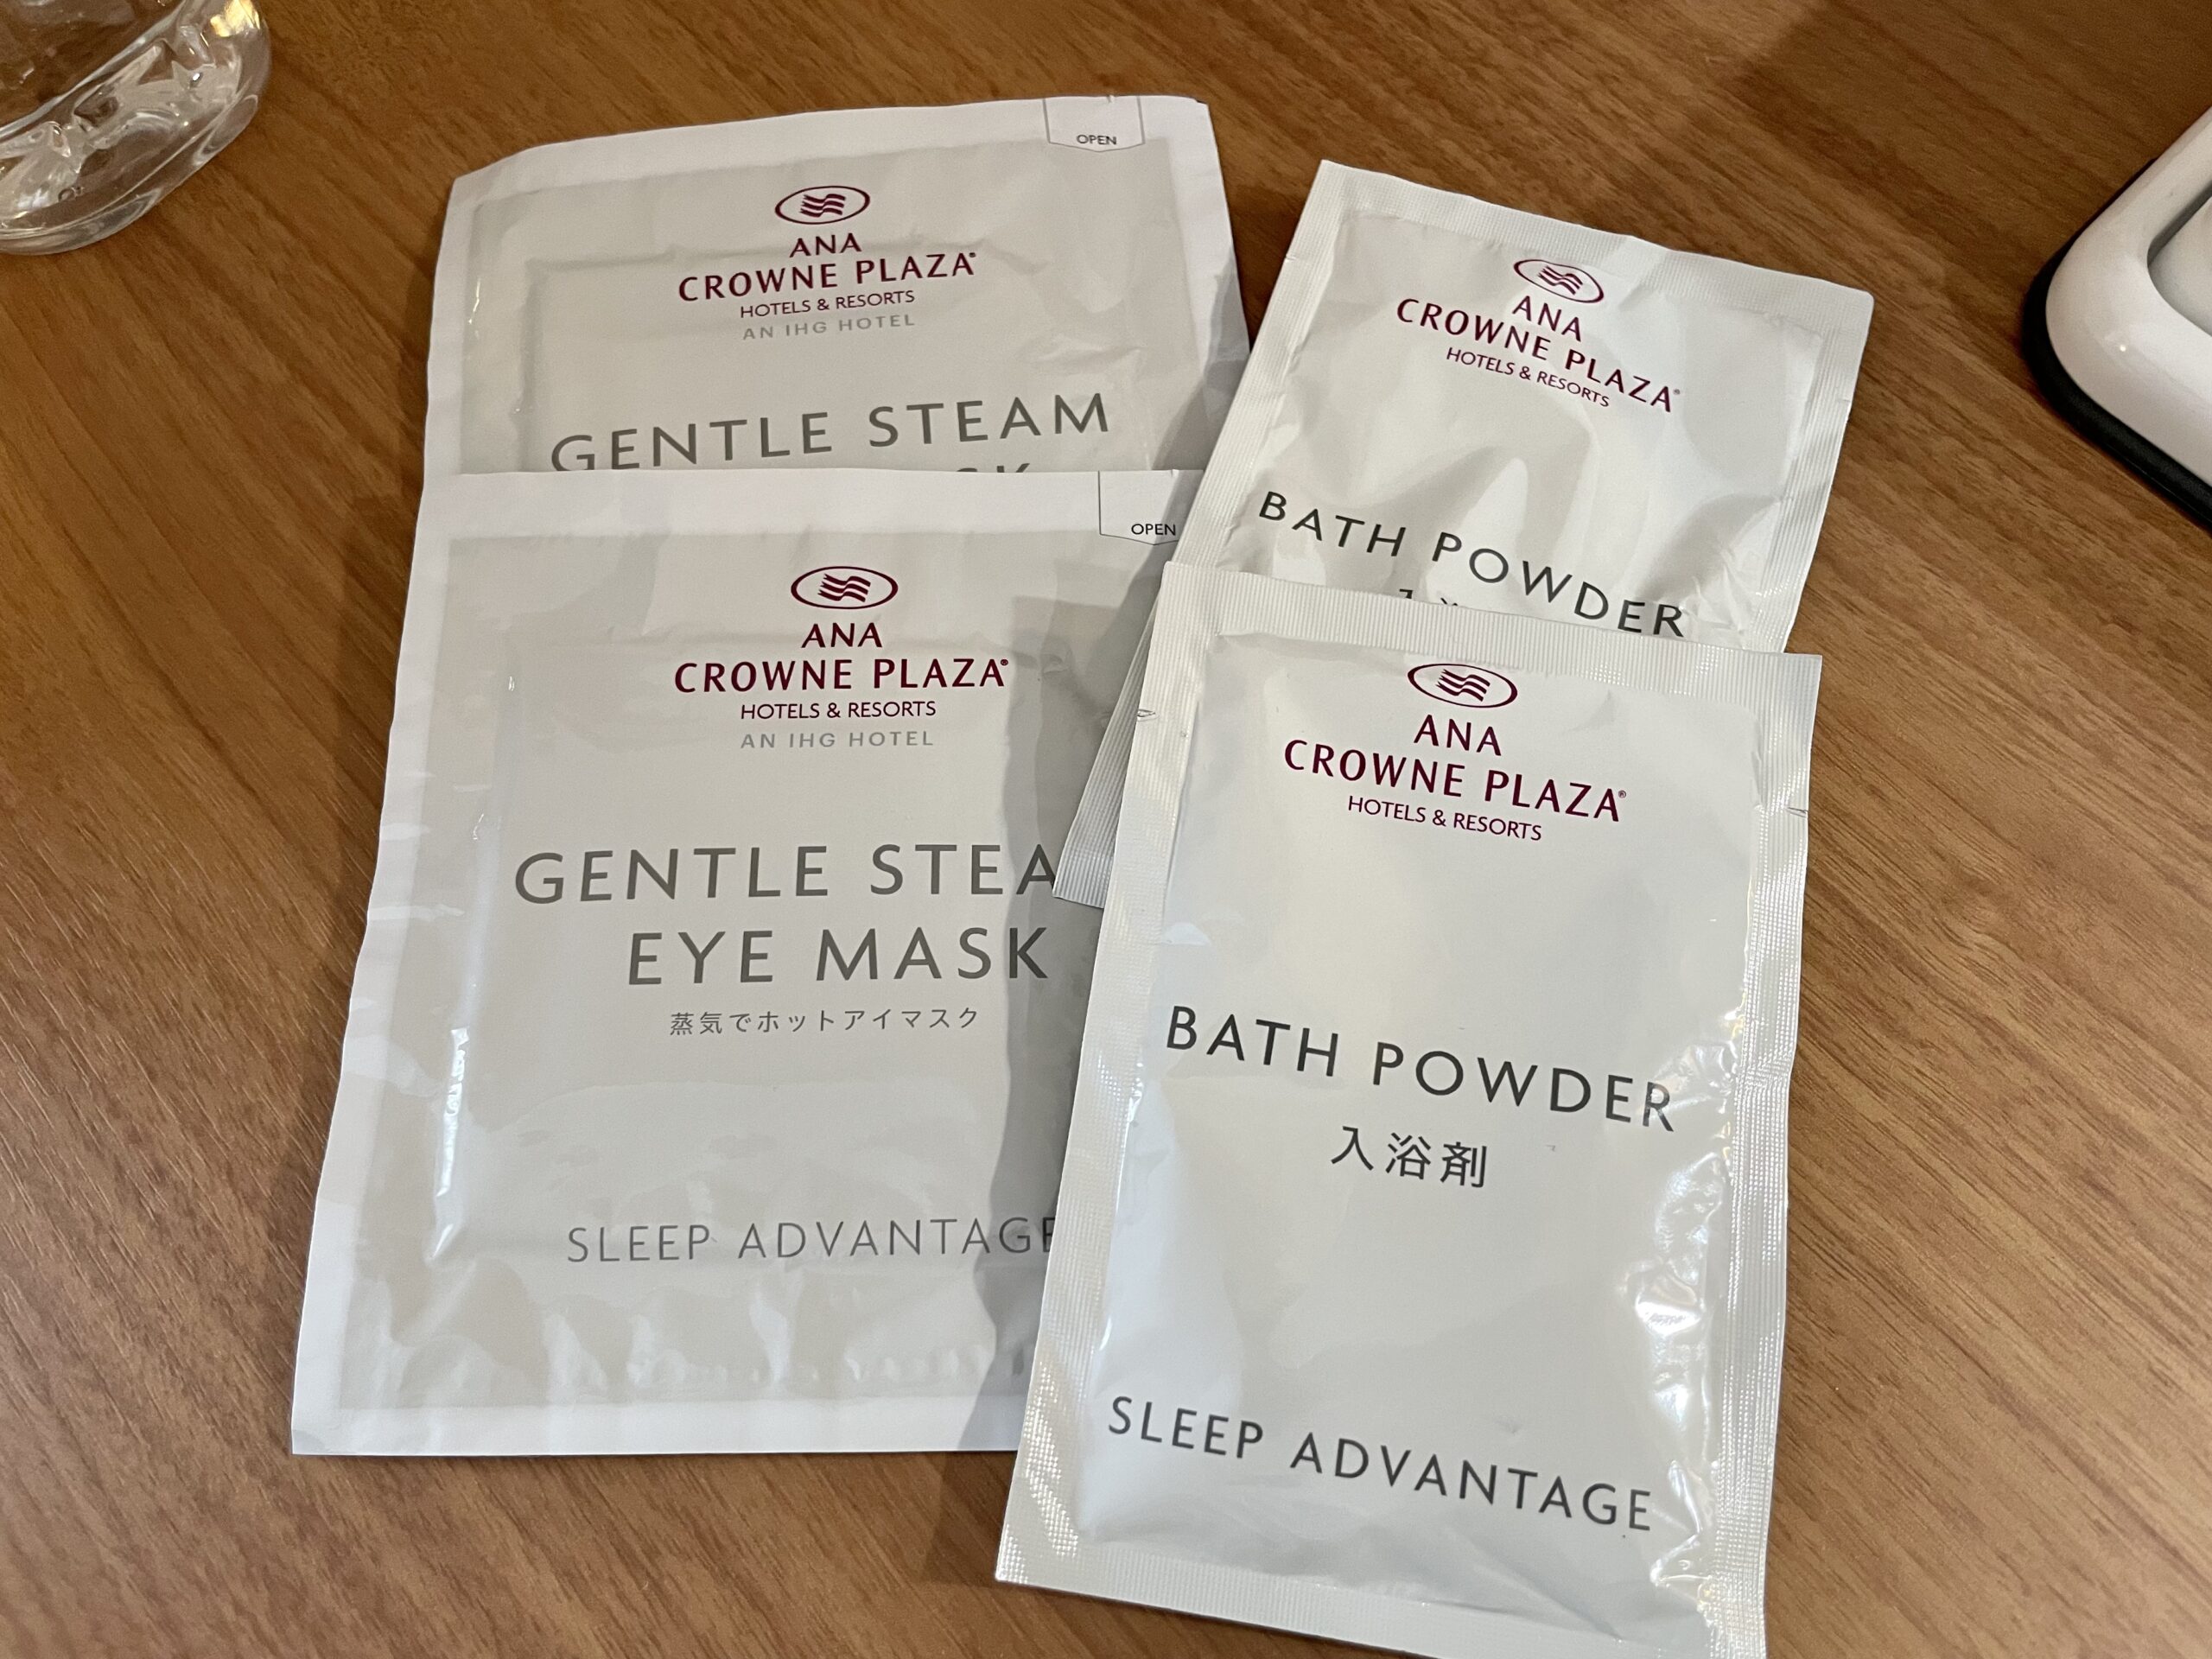 OPEN
ANA
CROWNE PLAZA
HOTELS & RESORTS
AN IHG HOTEL
GENTLE STEAM
OPEN
ANA
CROWNE PLAZA®
HOTELS & RESORTS
AN IHG HOTEL
GENTLE STEA
EYE MASK
蒸気でホットアイマスク
SLEEP ADVANTAGE
ANA
CROWNE PLAZA®
HOTELS & RESORTS
BATH POWDER
ANA
CROWNE PLAZA®
HOTELS & RESORTS
BATH POWDER
入浴剤
SLEEP ADVANTAGE